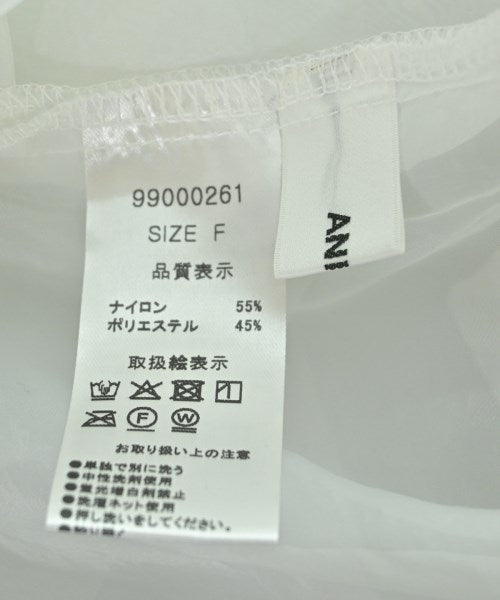 99000261
SIZE F
品質表示
ナイロン 55%
ポリエステル 45%
取扱絵表示
F
W
お取り扱い上の注意
●単独で別に洗う
●中性洗剤使用
●蛍光増白剤禁止
●洗濯ネット使用
●押し洗いをしてください。
AN